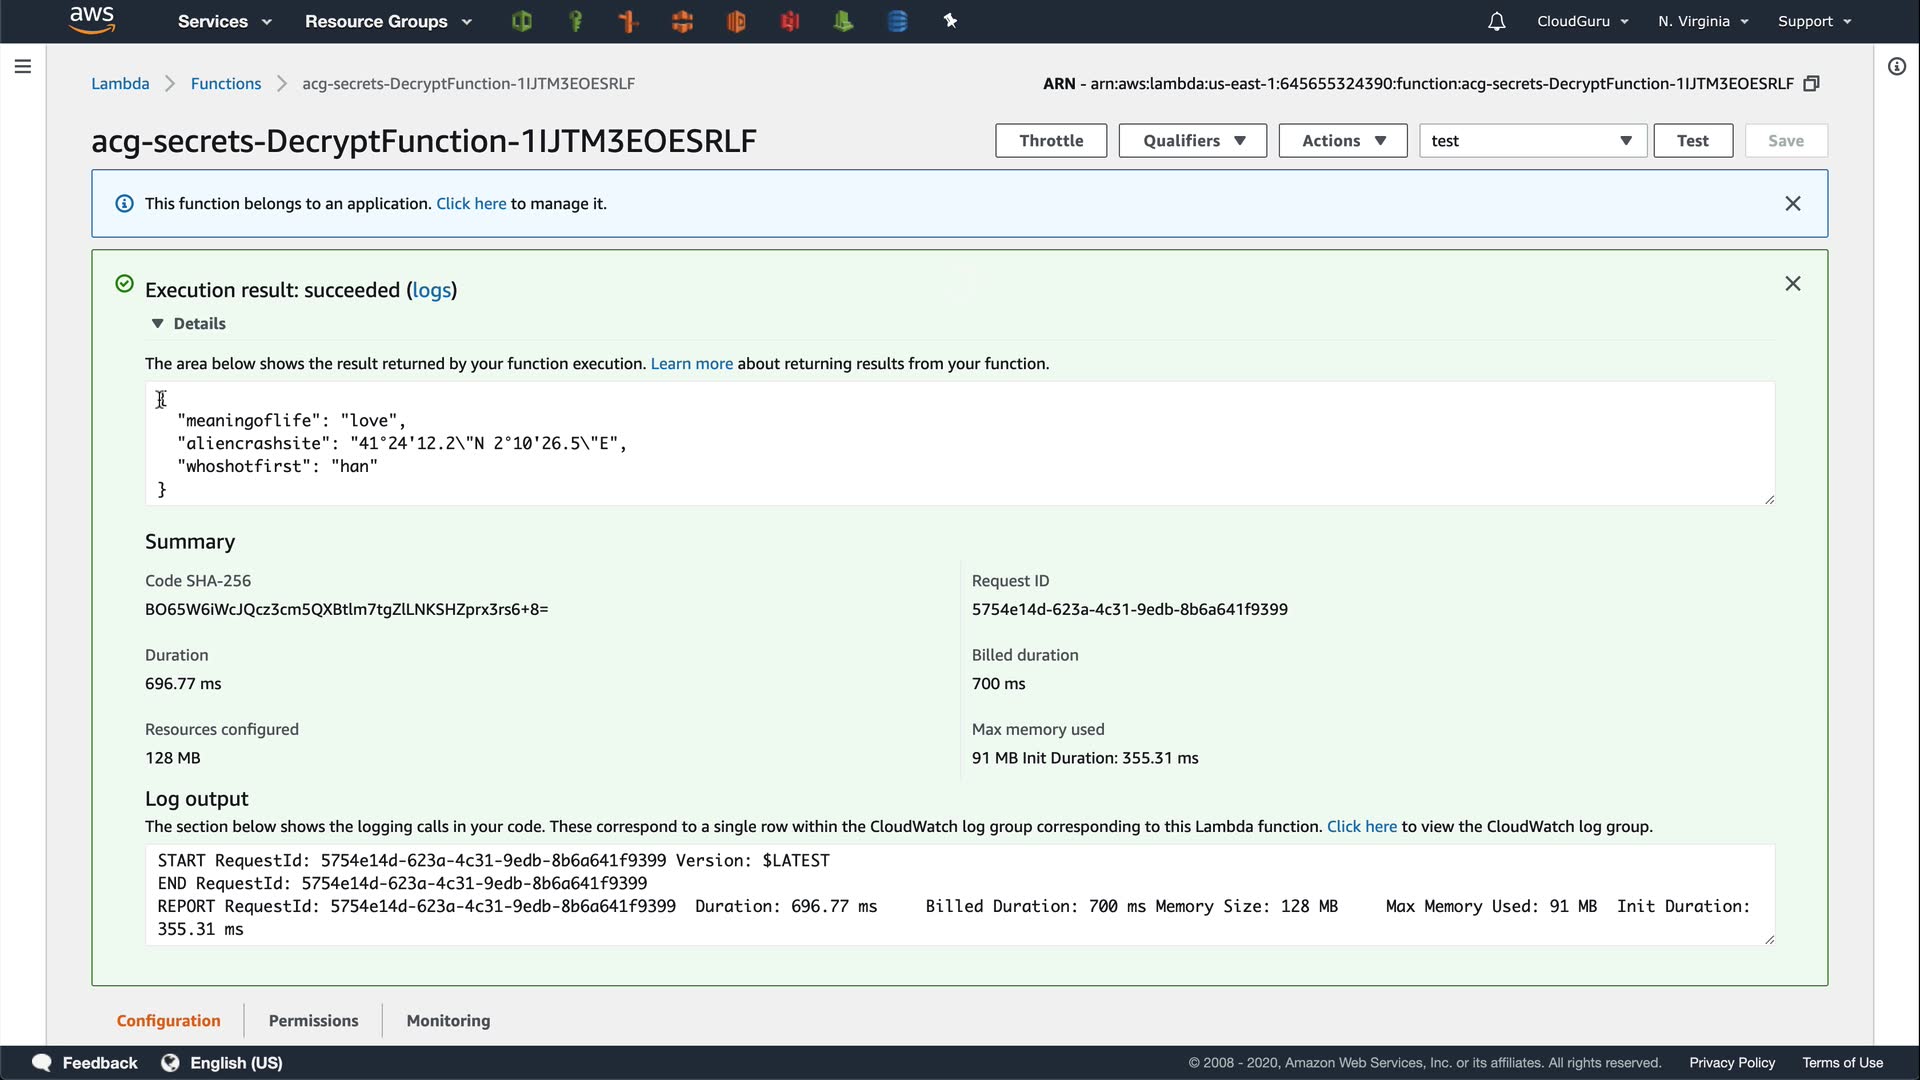 aws Services Resource Groups CloudGuru N. Virginia Support
Lambda Functions acg-secrets-DecryptFunction-1IJTM3EOESRLF ARN - arn:aws:lambda:us-east-1:645655324390:function:acg-secrets-DecryptFunction-1IJTM3EOESRLF
acg-secrets-DecryptFunction-1IJTM3EOESRLF Throttle Qualifiers Actions test Test Save
This function belongs to an application. Click here to manage it.
Execution result: succeeded (logs)
Details
The area below shows the result returned by your function execution. Learn more about returning results from your function.
{
"meaningoflife": "love",
"aliencrashsite": "41°24'12.2\"N 2°10'26.5\"E",
"whoshotfirst": "han"
}
Summary
Code SHA-256 Request ID
BO65W6iWcJQcz3cm5QXBtlm7tgZlLNKSHZprx3rs6+8= 5754e14d-623a-4c31-9edb-8b6a641f9399
Duration Billed duration
696.77 ms 700 ms
Resources configured Max memory used
128 MB 91 MB Init Duration: 355.31 ms
Log output
The section below shows the logging calls in your code. These correspond to a single row within the CloudWatch log group corresponding to this Lambda function. Click here to view the CloudWatch log group.
START RequestId: 5754e14d-623a-4c31-9edb-8b6a641f9399 Version: $LATEST
END RequestId: 5754e14d-623a-4c31-9edb-8b6a641f9399
REPORT RequestId: 5754e14d-623a-4c31-9edb-8b6a641f9399 Duration: 696.77 ms Billed Duration: 700 ms Memory Size: 128 MB Max Memory Used: 91 MB Init Duration:
355.31 ms
Configuration Permissions Monitoring
Feedback English (US) © 2008 - 2020, Amazon Web Services, Inc. or its affiliates. All rights reserved. Privacy Policy Terms of Use